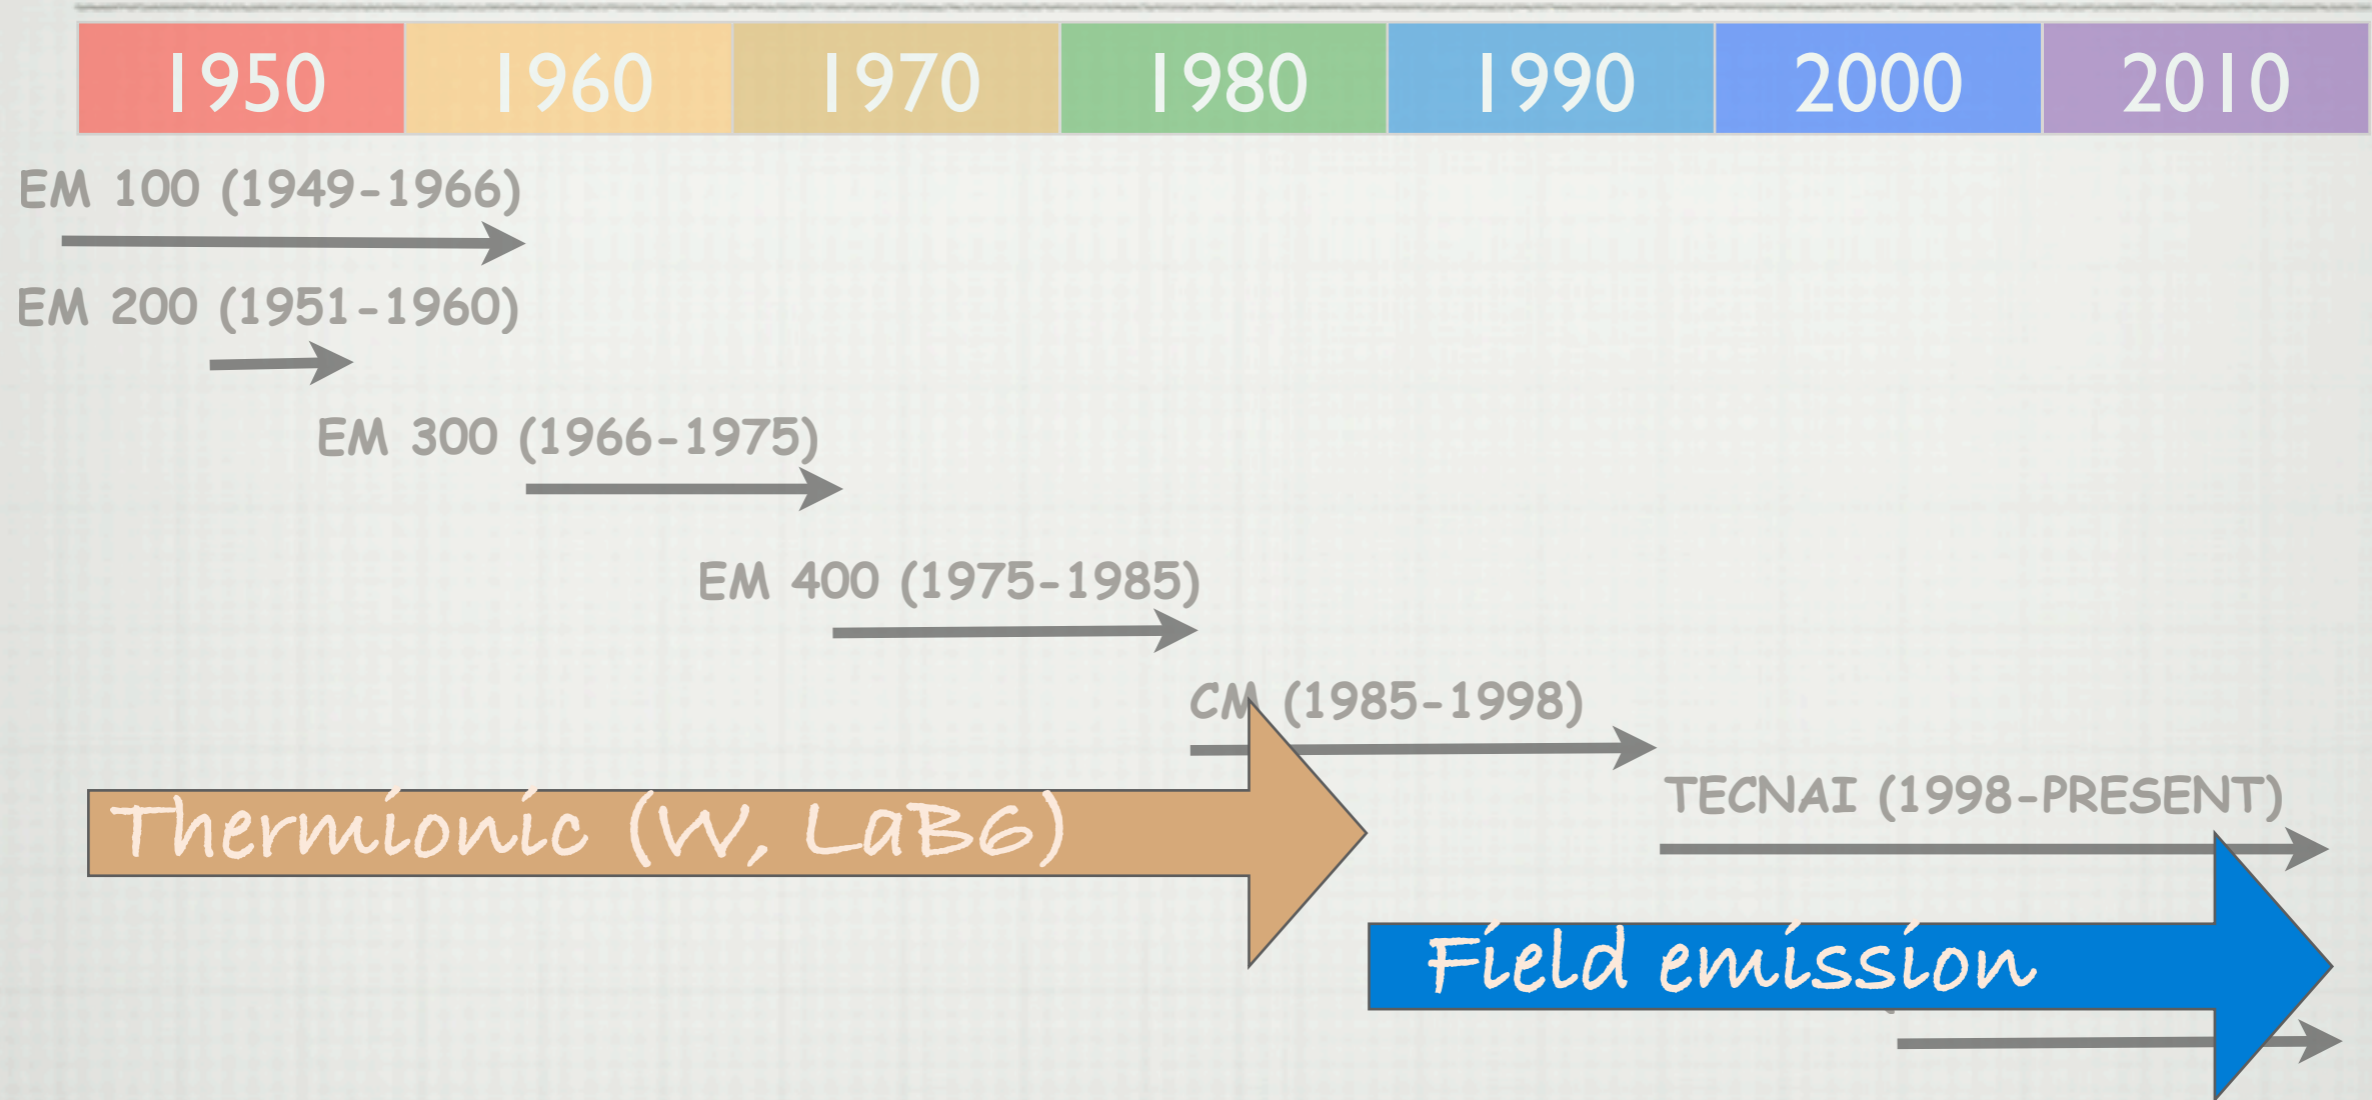 1950 1960 1970 1980 1990 2000 2010
EM 100 (1949-1966)
EM 200 (1951-1960)
EM 300 (1966-1975)
EM 400 (1975-1985)
CM (1985-1998)
TECNAI (1998-PRESENT)
Thermionic (W, LaB6)
Field emission